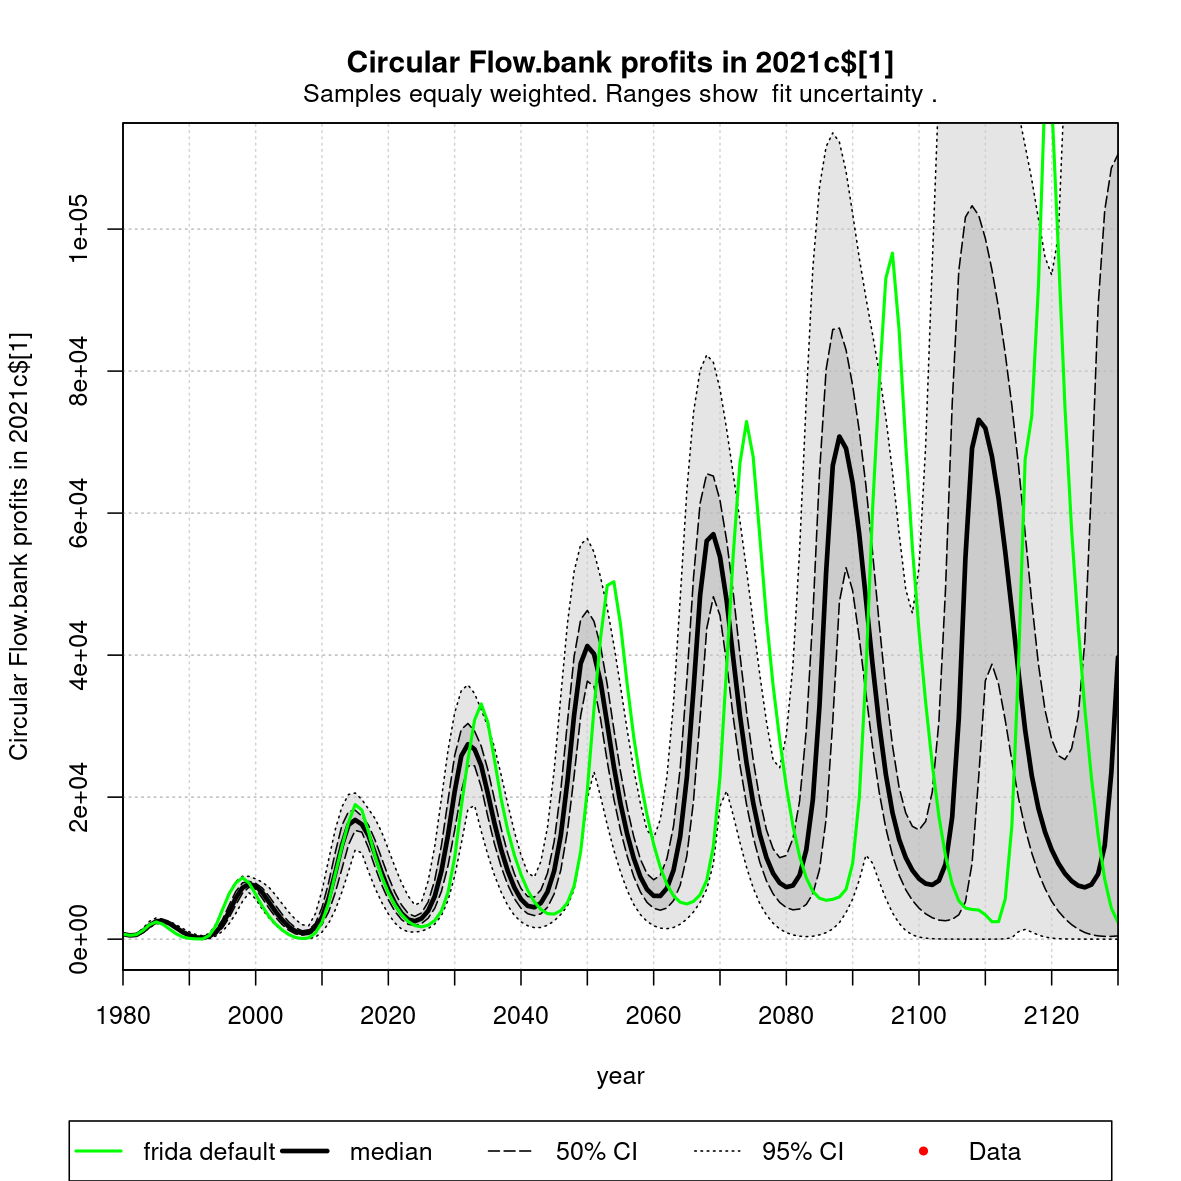 Circular Flow.bank profits in 2021c$[1]
Samples equaly weighted. Ranges show  fit uncertainty .
Circular Flow.bank profits in 2021c$[1]
1e+05
8e+04
6e+04
4e+04
2e+04
0e+00
1980 2000 2020 2040 2060 2080 2100 2120
year
frida default median 50% CI 95% CI Data